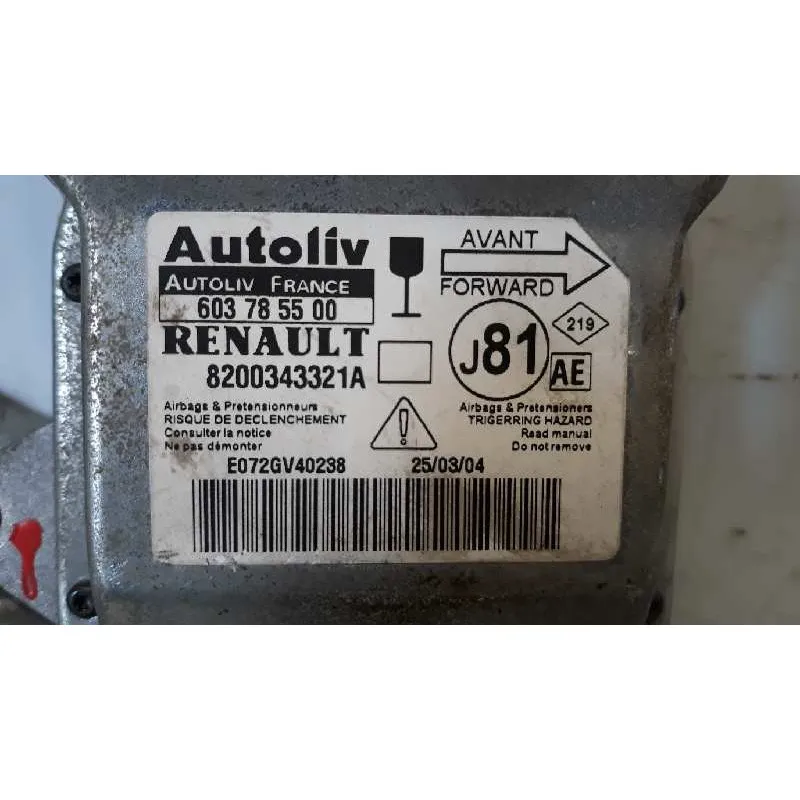 Autoliv
AUTOLIV FRANCE
603 78 55 00
RENAULT
8200343321A
AVANT
FORWARD
J81
219
AE
Airbags & Pretensionneurs
RISQUE DE DECLENCHEMENT
Consulter la notice
Ne pas démonter
Airbags & Pretensioners
TRIGERRING HAZARD
Read manual
Do not remove
E072GV40238 25/03/04